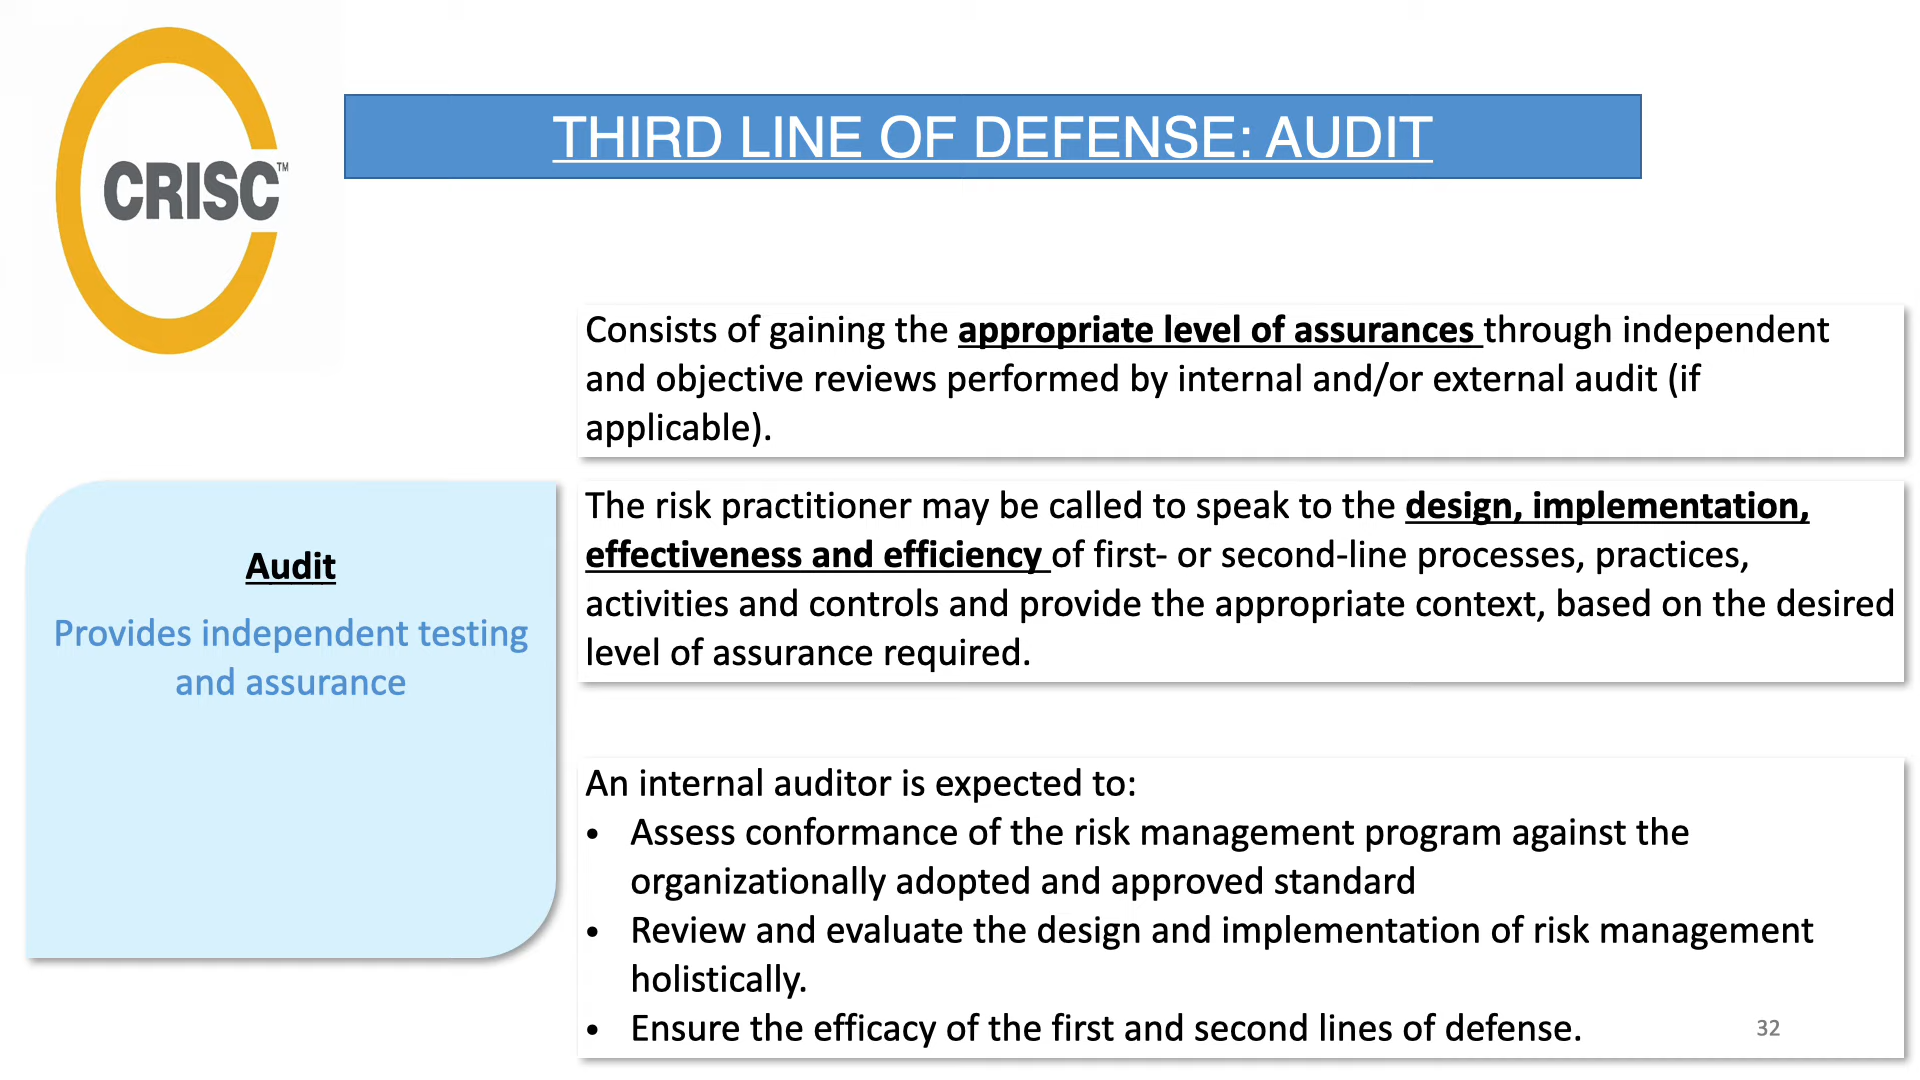 CRISC™
THIRD LINE OF DEFENSE: AUDIT
Consists of gaining the appropriate level of assurances through independent
and objective reviews performed by internal and/or external audit (if
applicable).
Audit
Provides independent testing
and assurance
The risk practitioner may be called to speak to the design, implementation,
effectiveness and efficiency of first- or second-line processes, practices,
activities and controls and provide the appropriate context, based on the desired
level of assurance required.
An internal auditor is expected to:
• Assess conformance of the risk management program against the
organizationally adopted and approved standard
• Review and evaluate the design and implementation of risk management
holistically.
• Ensure the efficacy of the first and second lines of defense.
32